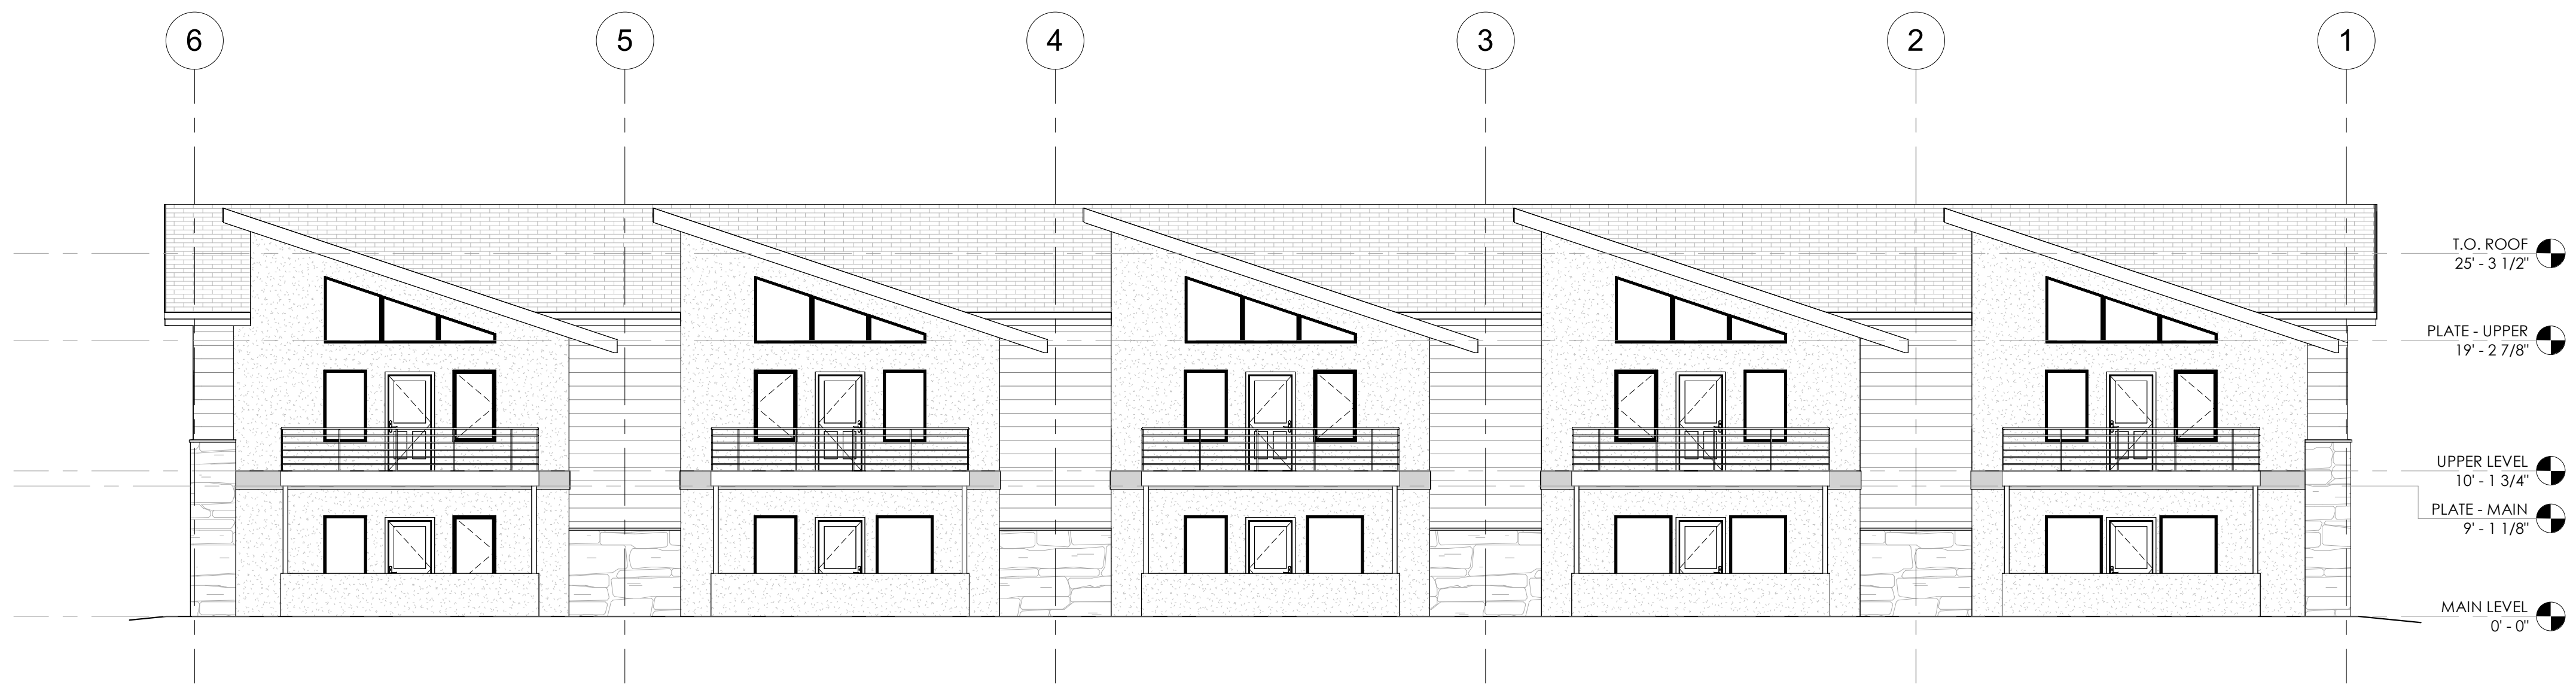 6 5 4 3 2 1
T.O. ROOF
25' - 3 1/2"
PLATE - UPPER
19' - 2 7/8"
UPPER LEVEL
10' - 1 3/4"
PLATE - MAIN
9' - 1 1/8"
MAIN LEVEL
0' - 0"